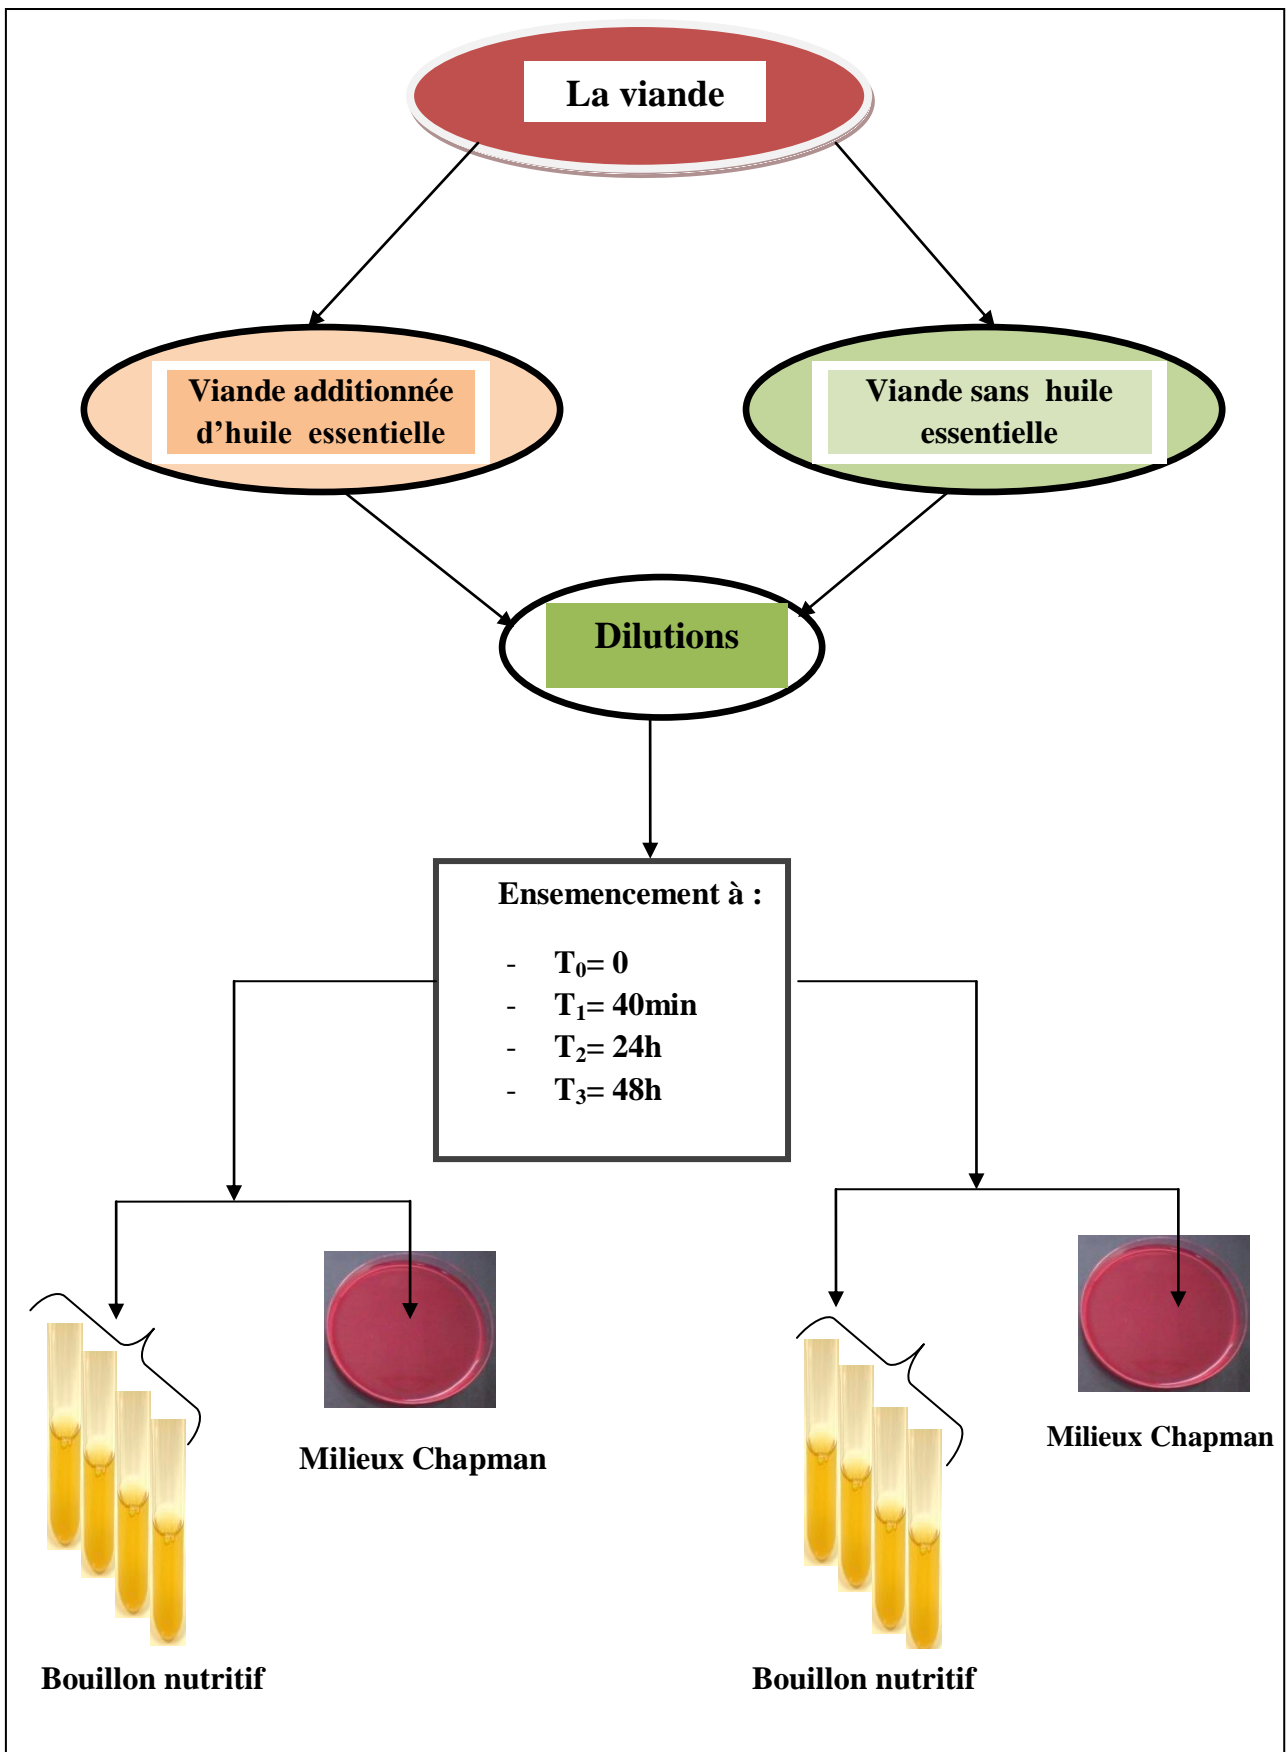 La viande
Viande additionnée
d’huile essentielle
Viande sans huile
essentielle
Dilutions
Ensemencement à :
- T₀= 0
- T₁= 40min
- T₂= 24h
- T₃= 48h
Milieux Chapman
Milieux Chapman
Bouillon nutritif
Bouillon nutritif